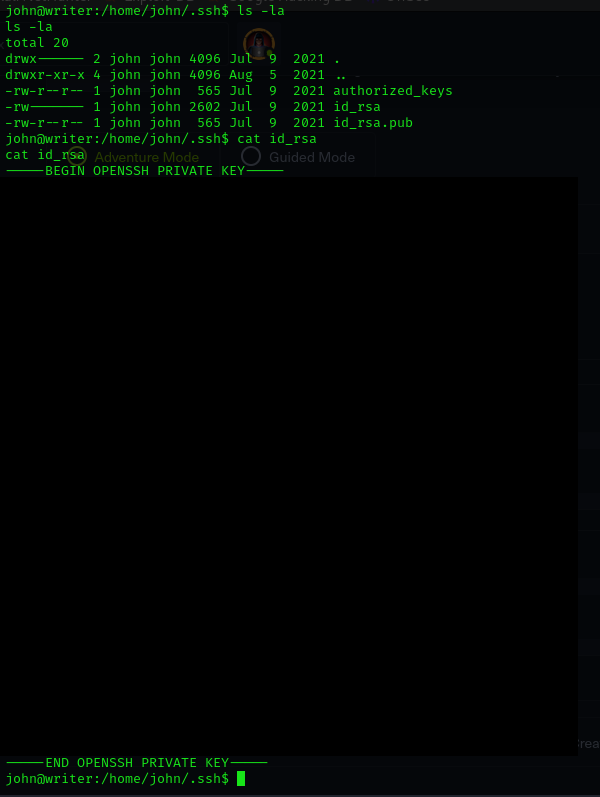 john@writer:/home/john/.ssh$ ls -la
ls -la
total 20
drwx------ 2 john john 4096 Jul  9  2021 .
drwxr-xr-x 4 john john 4096 Aug  5  2021 ..
-rw-r--r-- 1 john john  565 Jul  9  2021 authorized_keys
-rw------- 1 john john 2602 Jul  9  2021 id_rsa
-rw-r--r-- 1 john john  565 Jul  9  2021 id_rsa.pub
john@writer:/home/john/.ssh$ cat id_rsa
cat id_rsa
Adventure Mode Guided Mode
-----BEGIN OPENSSH PRIVATE KEY-----
-----END OPENSSH PRIVATE KEY-----
john@writer:/home/john/.ssh$